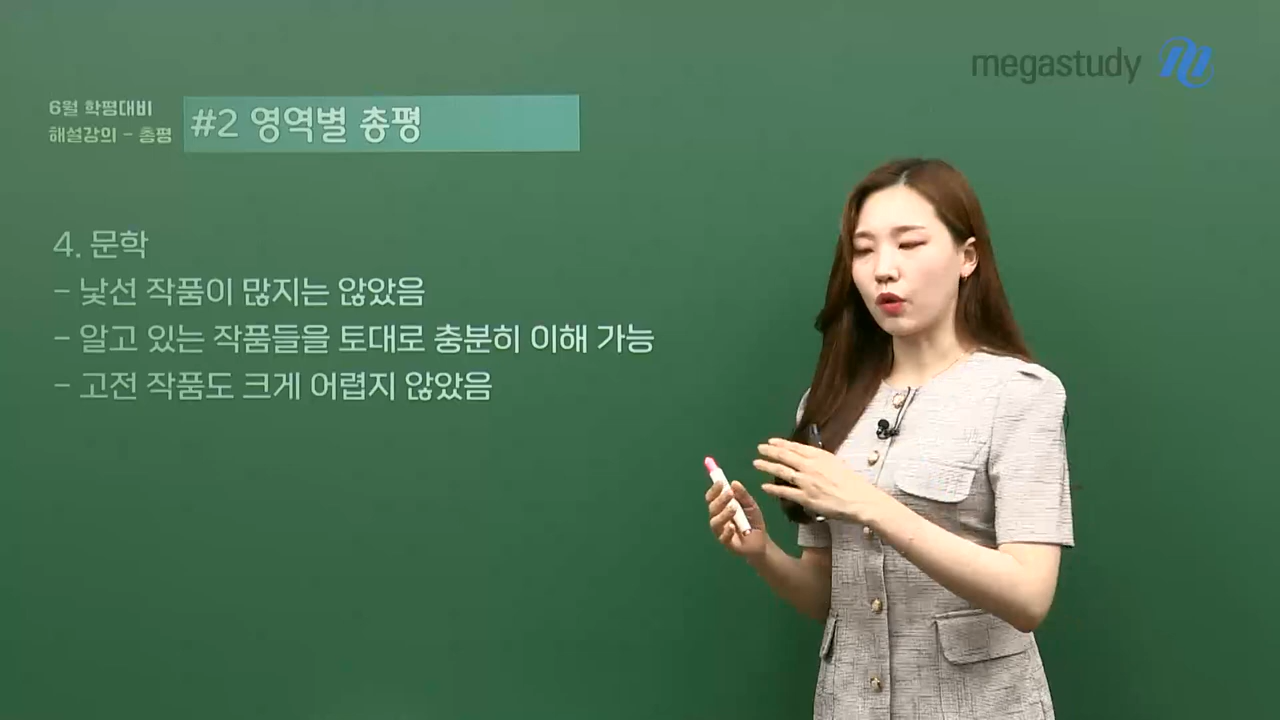 megastudy
6월 학평대비
해설강의 - 총평
#2 영역별 총평
4. 문학
- 낯선 작품이 많지는 않았음
- 알고 있는 작품들을 토대로 충분히 이해 가능
- 고전 작품도 크게 어렵지 않았음